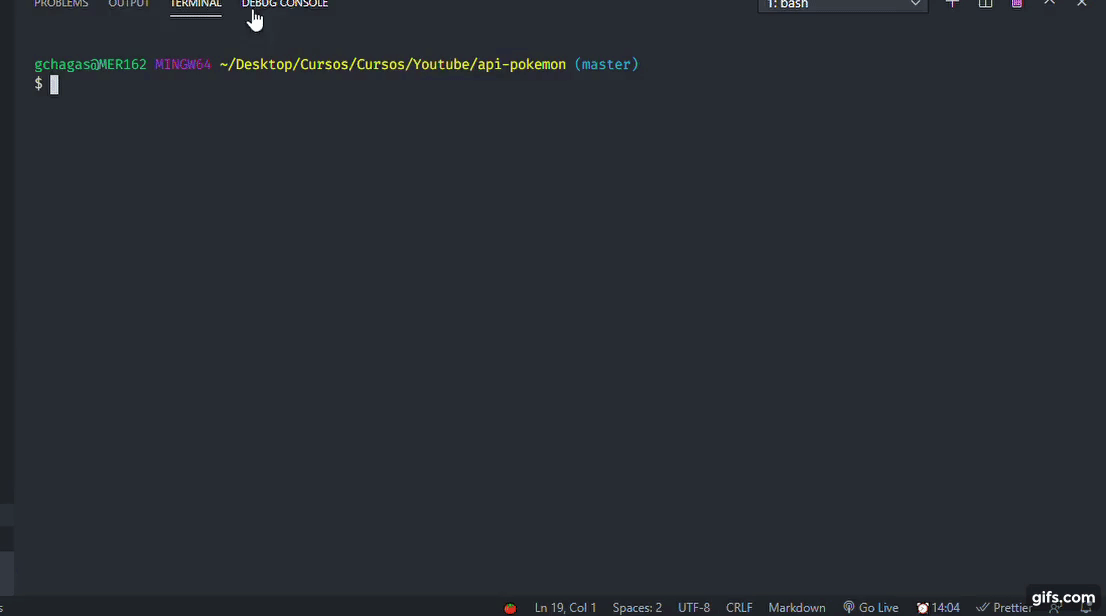 PROBLEMS OUTPUT TERMINAL DEBUG CONSOLE 1: bash
gchagas@MER162 MINGW64 ~/Desktop/Cursos/Cursos/Youtube/api-pokemon (master)
$
Ln 19, Col 1 Spaces: 2 UTF-8 CRLF Markdown Go Live 14:04 Prettier
gifs.com